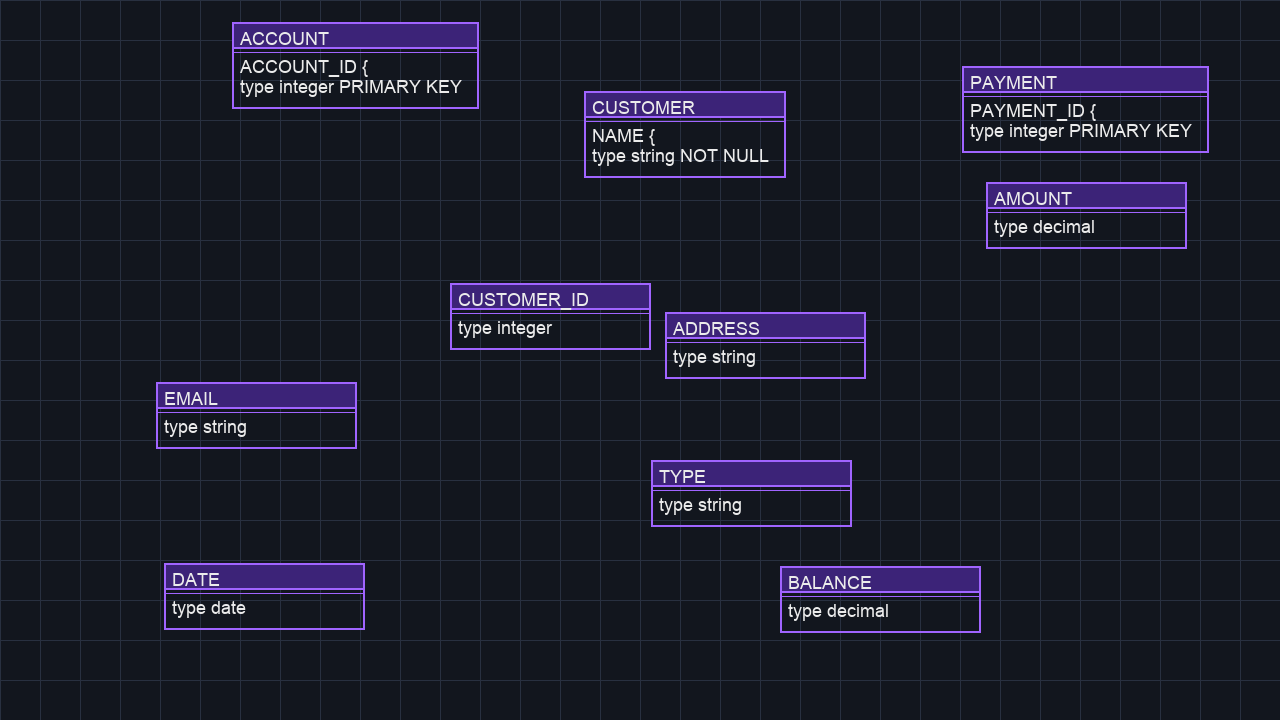 ACCOUNT
ACCOUNT_ID {
type integer PRIMARY KEY
CUSTOMER
NAME {
type string NOT NULL
PAYMENT
PAYMENT_ID {
type integer PRIMARY KEY
AMOUNT
type decimal
CUSTOMER_ID
type integer
ADDRESS
type string
EMAIL
type string
TYPE
type string
DATE
type date
BALANCE
type decimal